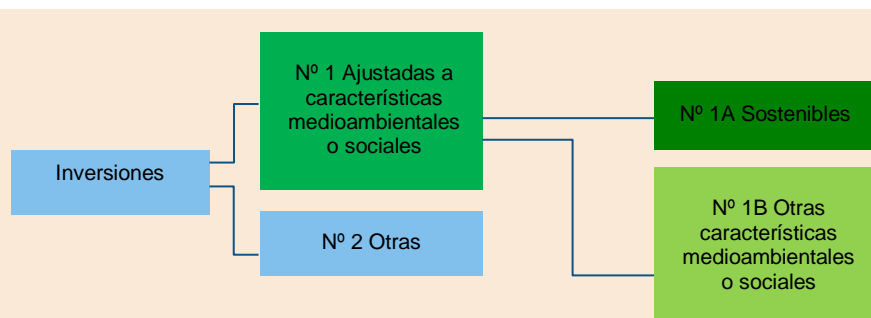 Inversiones
Nº 1 Ajustadas a
características
medioambientales
o sociales
Nº 2 Otras
Nº 1A Sostenibles
Nº 1B Otras
características
medioambientales
o sociales